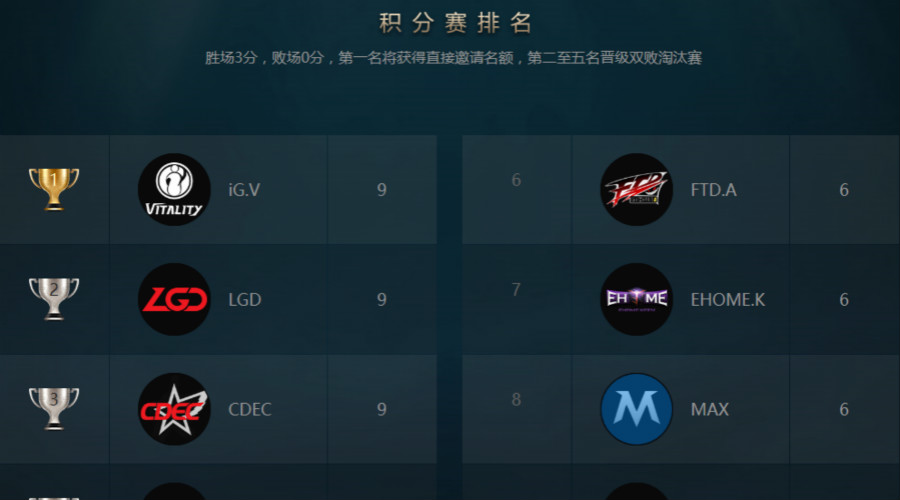 积分赛排名
胜场3分，败场0分，第一名将获得直接邀请名额，第二至五名晋级双败淘汰赛
1 VITALITY iG.V 9
6 FTD FTD.A 6
2 LGD LGD 9
7 EHOME EHOME.K 6
3 CDEC CDEC 9
8 M MAX 6